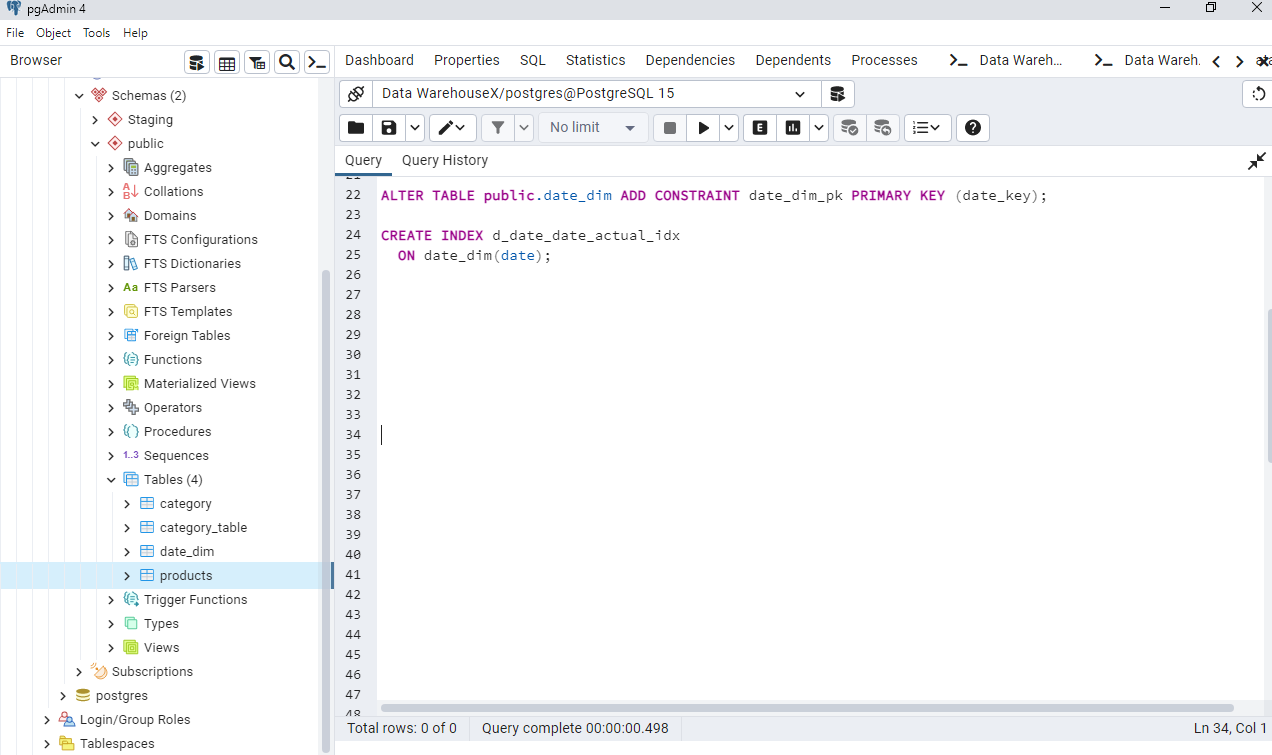 pgAdmin 4
File Object Tools Help
Browser
Dashboard Properties SQL Statistics Dependencies Dependents Processes Data Wareh... Data Wareh.
Schemas (2)
Staging
public
Aggregates
Collations
Domains
FTS Configurations
FTS Dictionaries
Aa FTS Parsers
FTS Templates
Foreign Tables
Functions
Materialized Views
Operators
Procedures
1..3 Sequences
Tables (4)
category
category_table
date_dim
products
Trigger Functions
Types
Views
Subscriptions
postgres
Login/Group Roles
Tablespaces
Data WarehouseX/postgres@PostgreSQL 15
No limit
E
Query Query History
21
22 ALTER TABLE public.date_dim ADD CONSTRAINT date_dim_pk PRIMARY KEY (date_key);
23
24 CREATE INDEX d_date_date_actual_idx
25 ON date_dim(date);
26
27
28
29
30
31
32
33
34
35
36
37
38
39
40
41
42
43
44
45
46
47
48
Total rows: 0 of 0 Query complete 00:00:00.498 Ln 34, Col 1